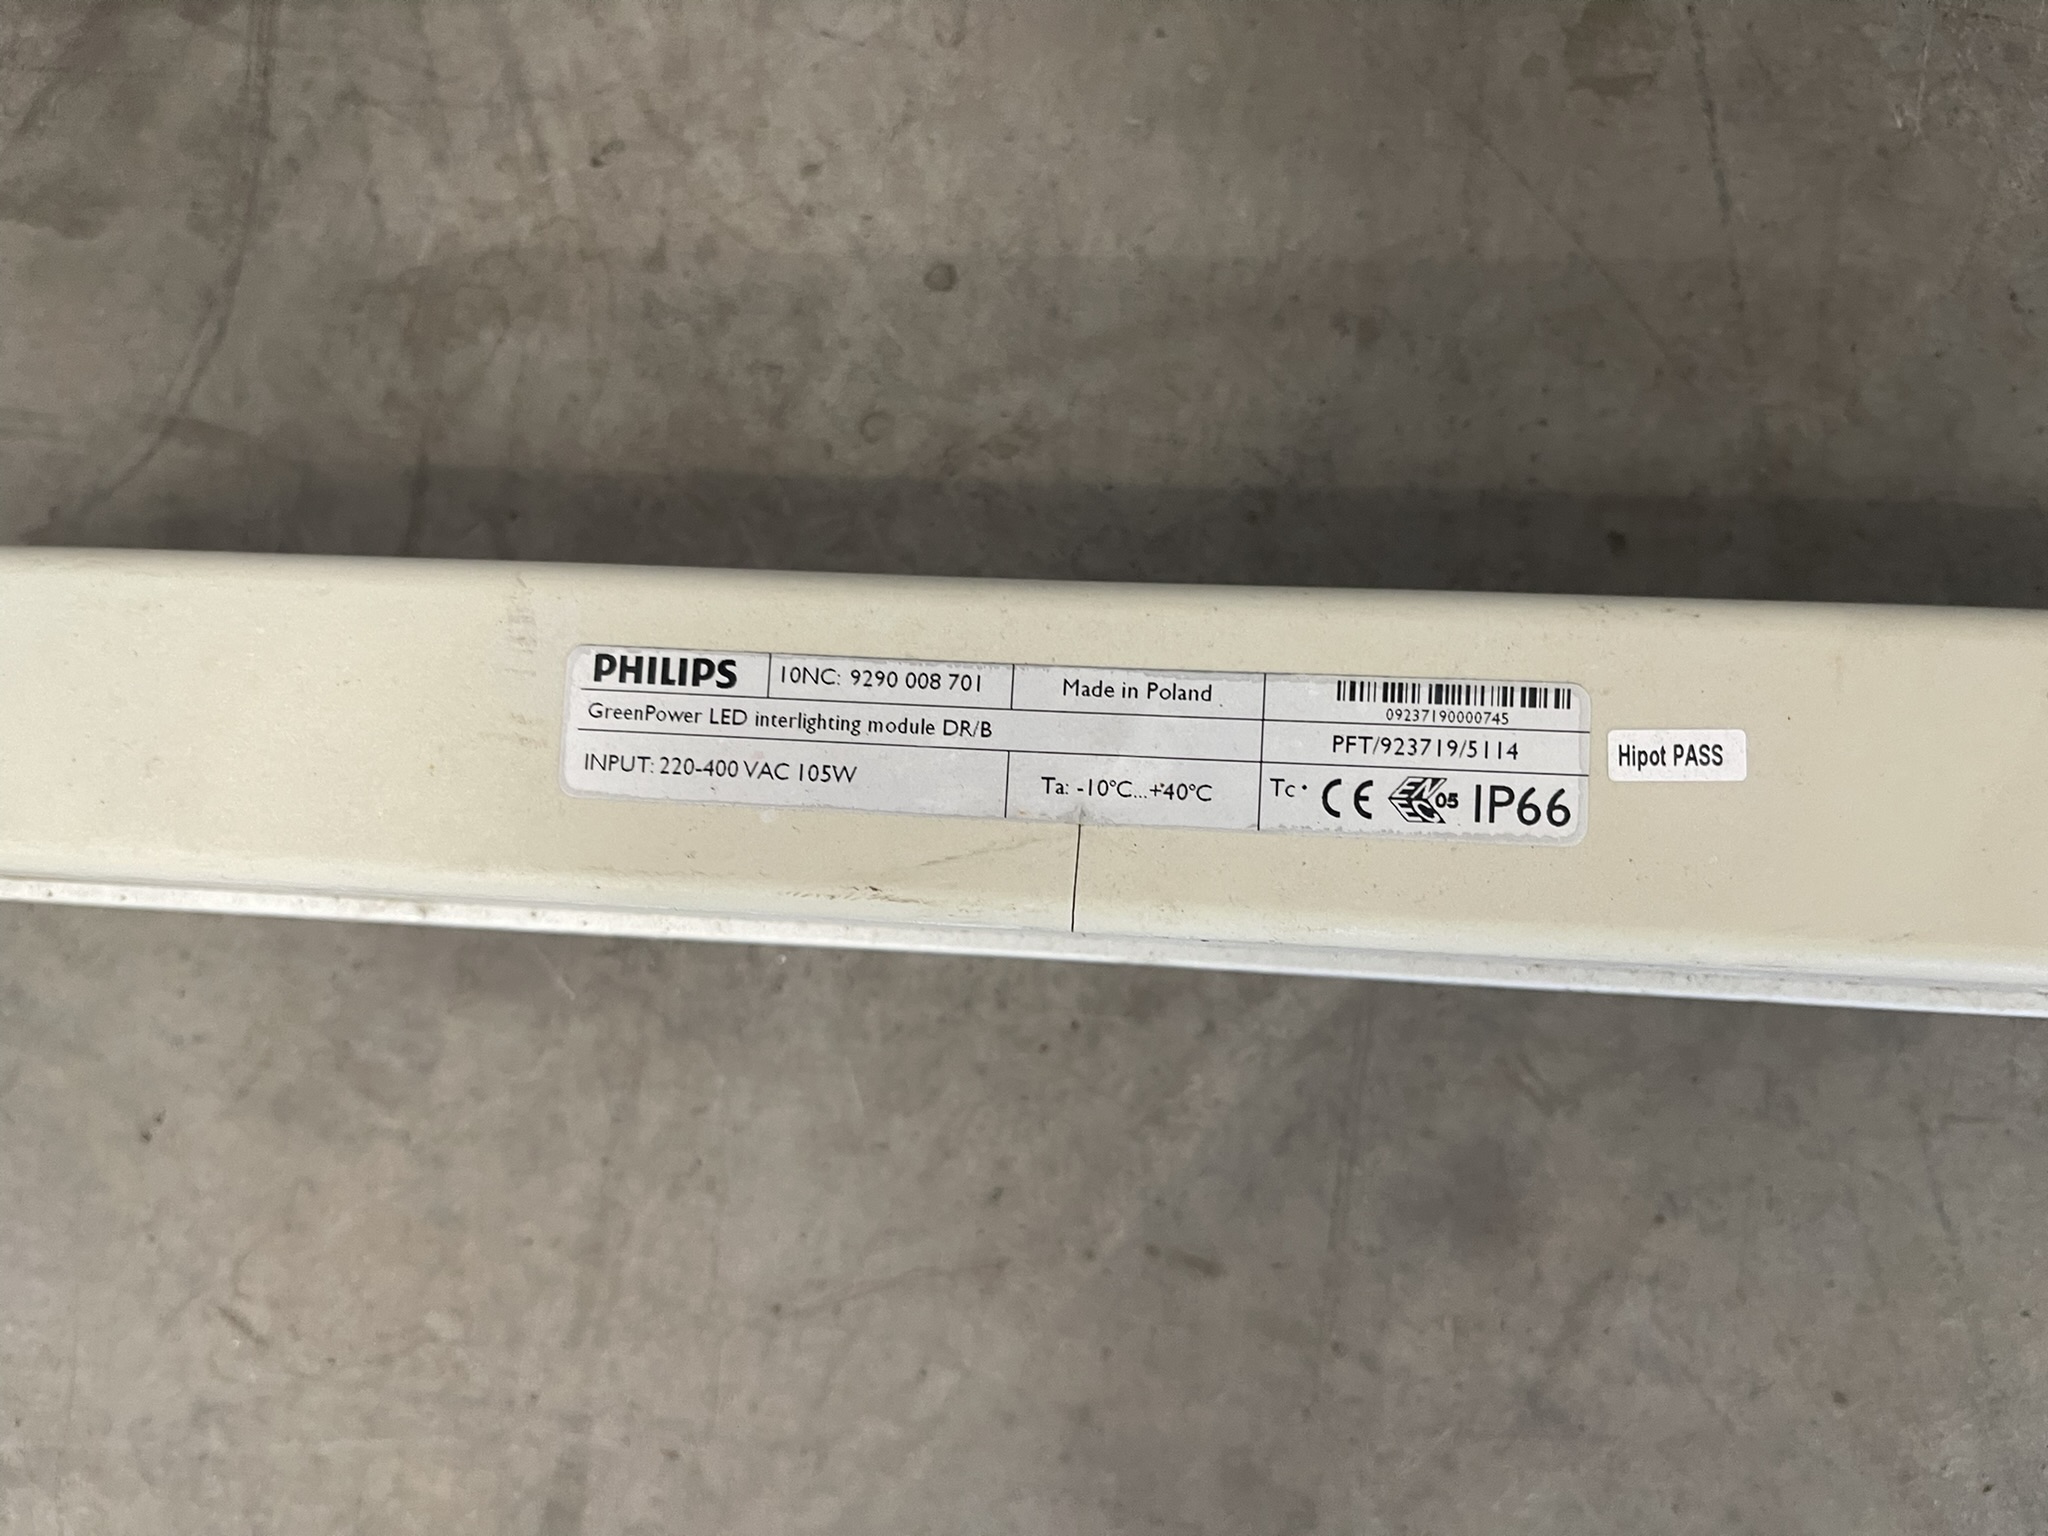 PHILIPS 10NC: 9290 008 701 Made in Poland
09237190000745
GreenPower LED interlighting module DR/B PFT/923719/5114
INPUT: 220-400 VAC 105W Ta: -10°C...+40°C Tc• CE ENEC 05 IP66
Hipot PASS